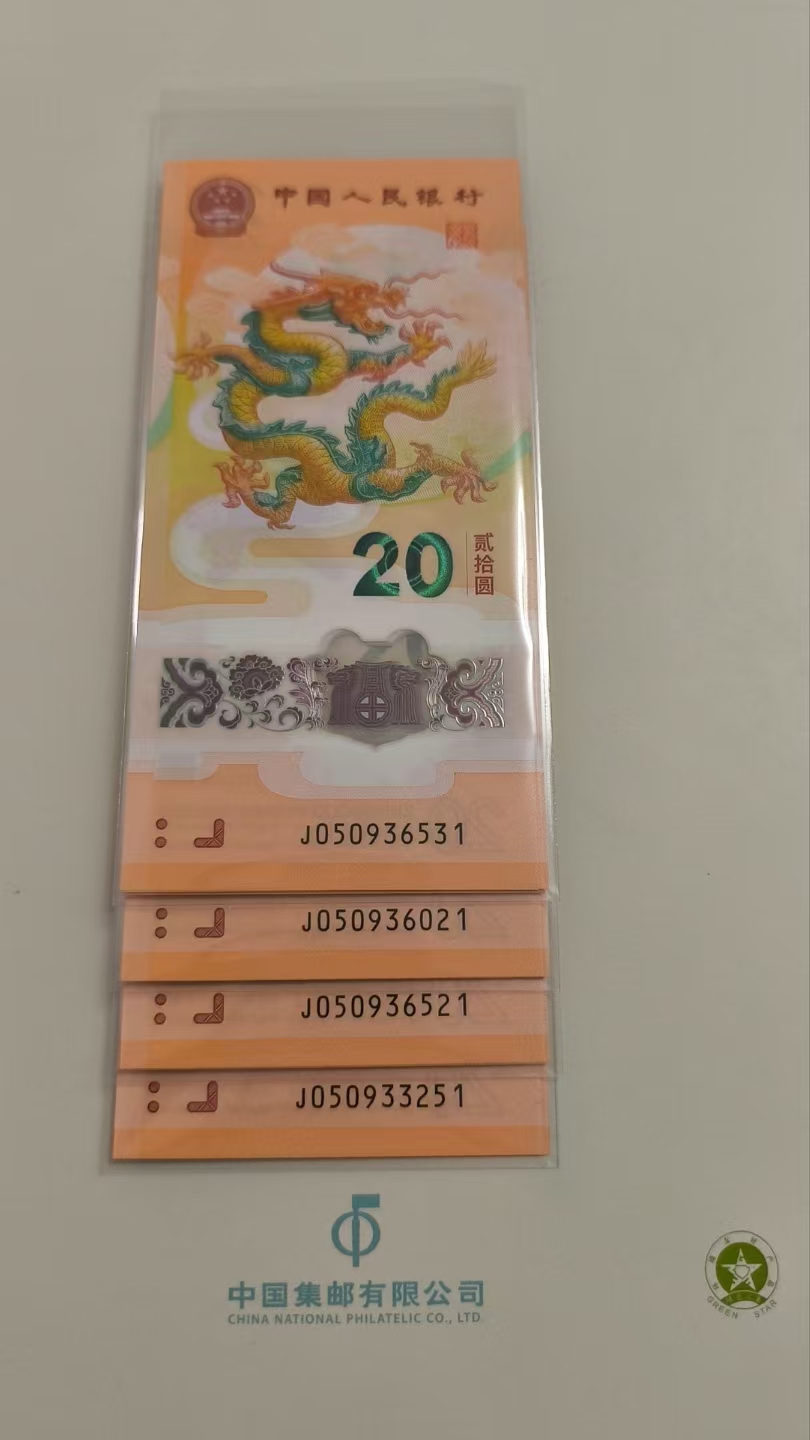 中国人民银行
20
贰拾圆
J050936531
J050936021
J050936521
J050933251
中国集邮有限公司
CHINA NATIONAL PHILATELIC CO., LTD
GREEN STAR